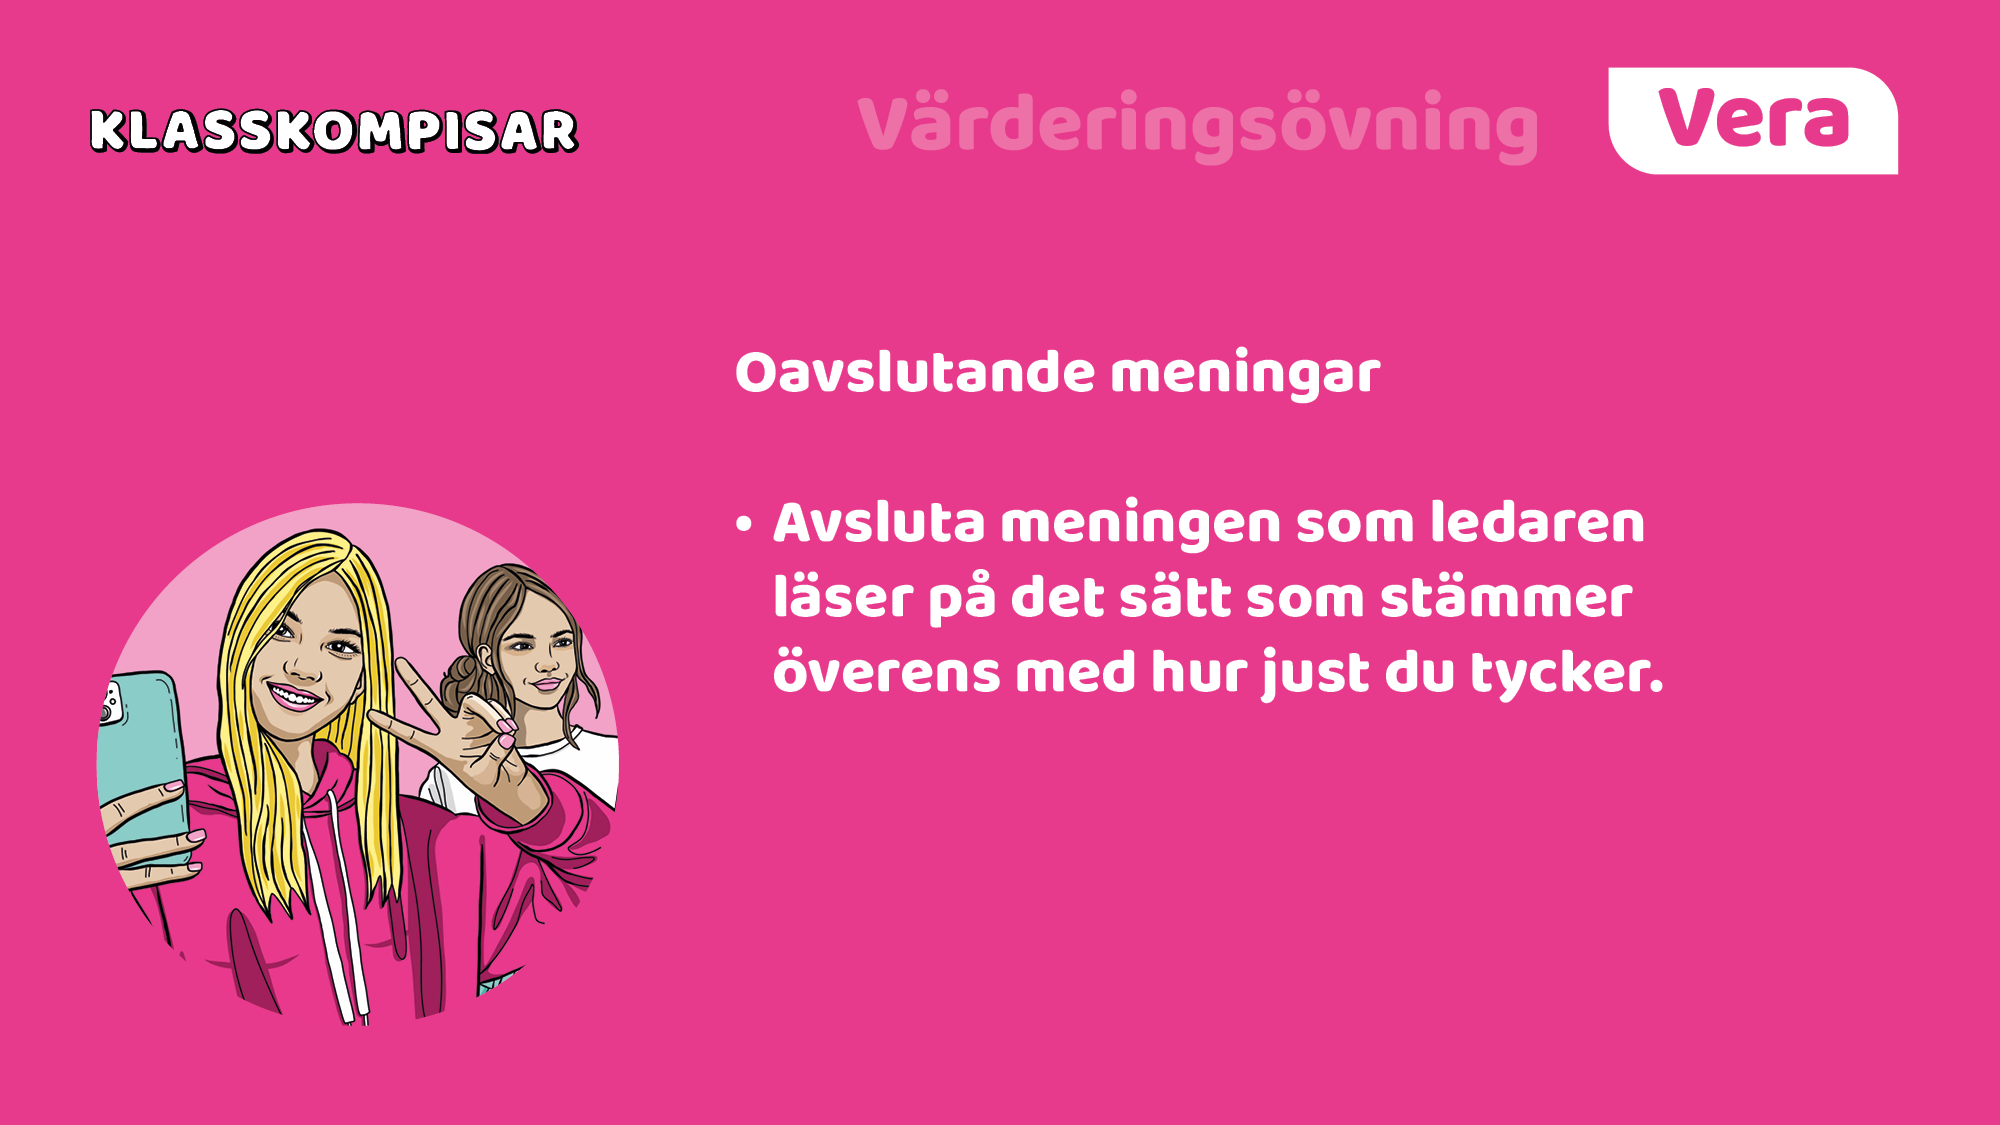 KLASSKOMPISAR
Värderingsövning
Vera
Oavslutande meningar
• Avsluta meningen som ledaren
läser på det sätt som stämmer
överens med hur just du tycker.